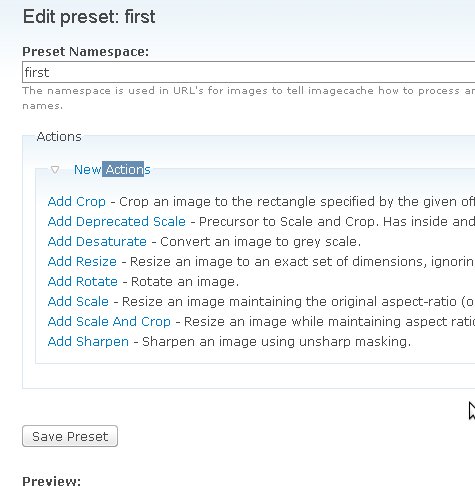 Edit preset: first
Preset Namespace:
first
The namespace is used in URL's for images to tell imagecache how to process an
names.
Actions
New Actions
Add Crop - Crop an image to the rectangle specified by the given of
Add Deprecated Scale - Precursor to Scale and Crop. Has inside and
Add Desaturate - Convert an image to grey scale.
Add Resize - Resize an image to an exact set of dimensions, ignorin
Add Rotate - Rotate an image.
Add Scale - Resize an image maintaining the original aspect-ratio (o
Add Scale And Crop - Resize an image while maintaining aspect ratio
Add Sharpen - Sharpen an image using unsharp masking.
Save Preset
Preview: